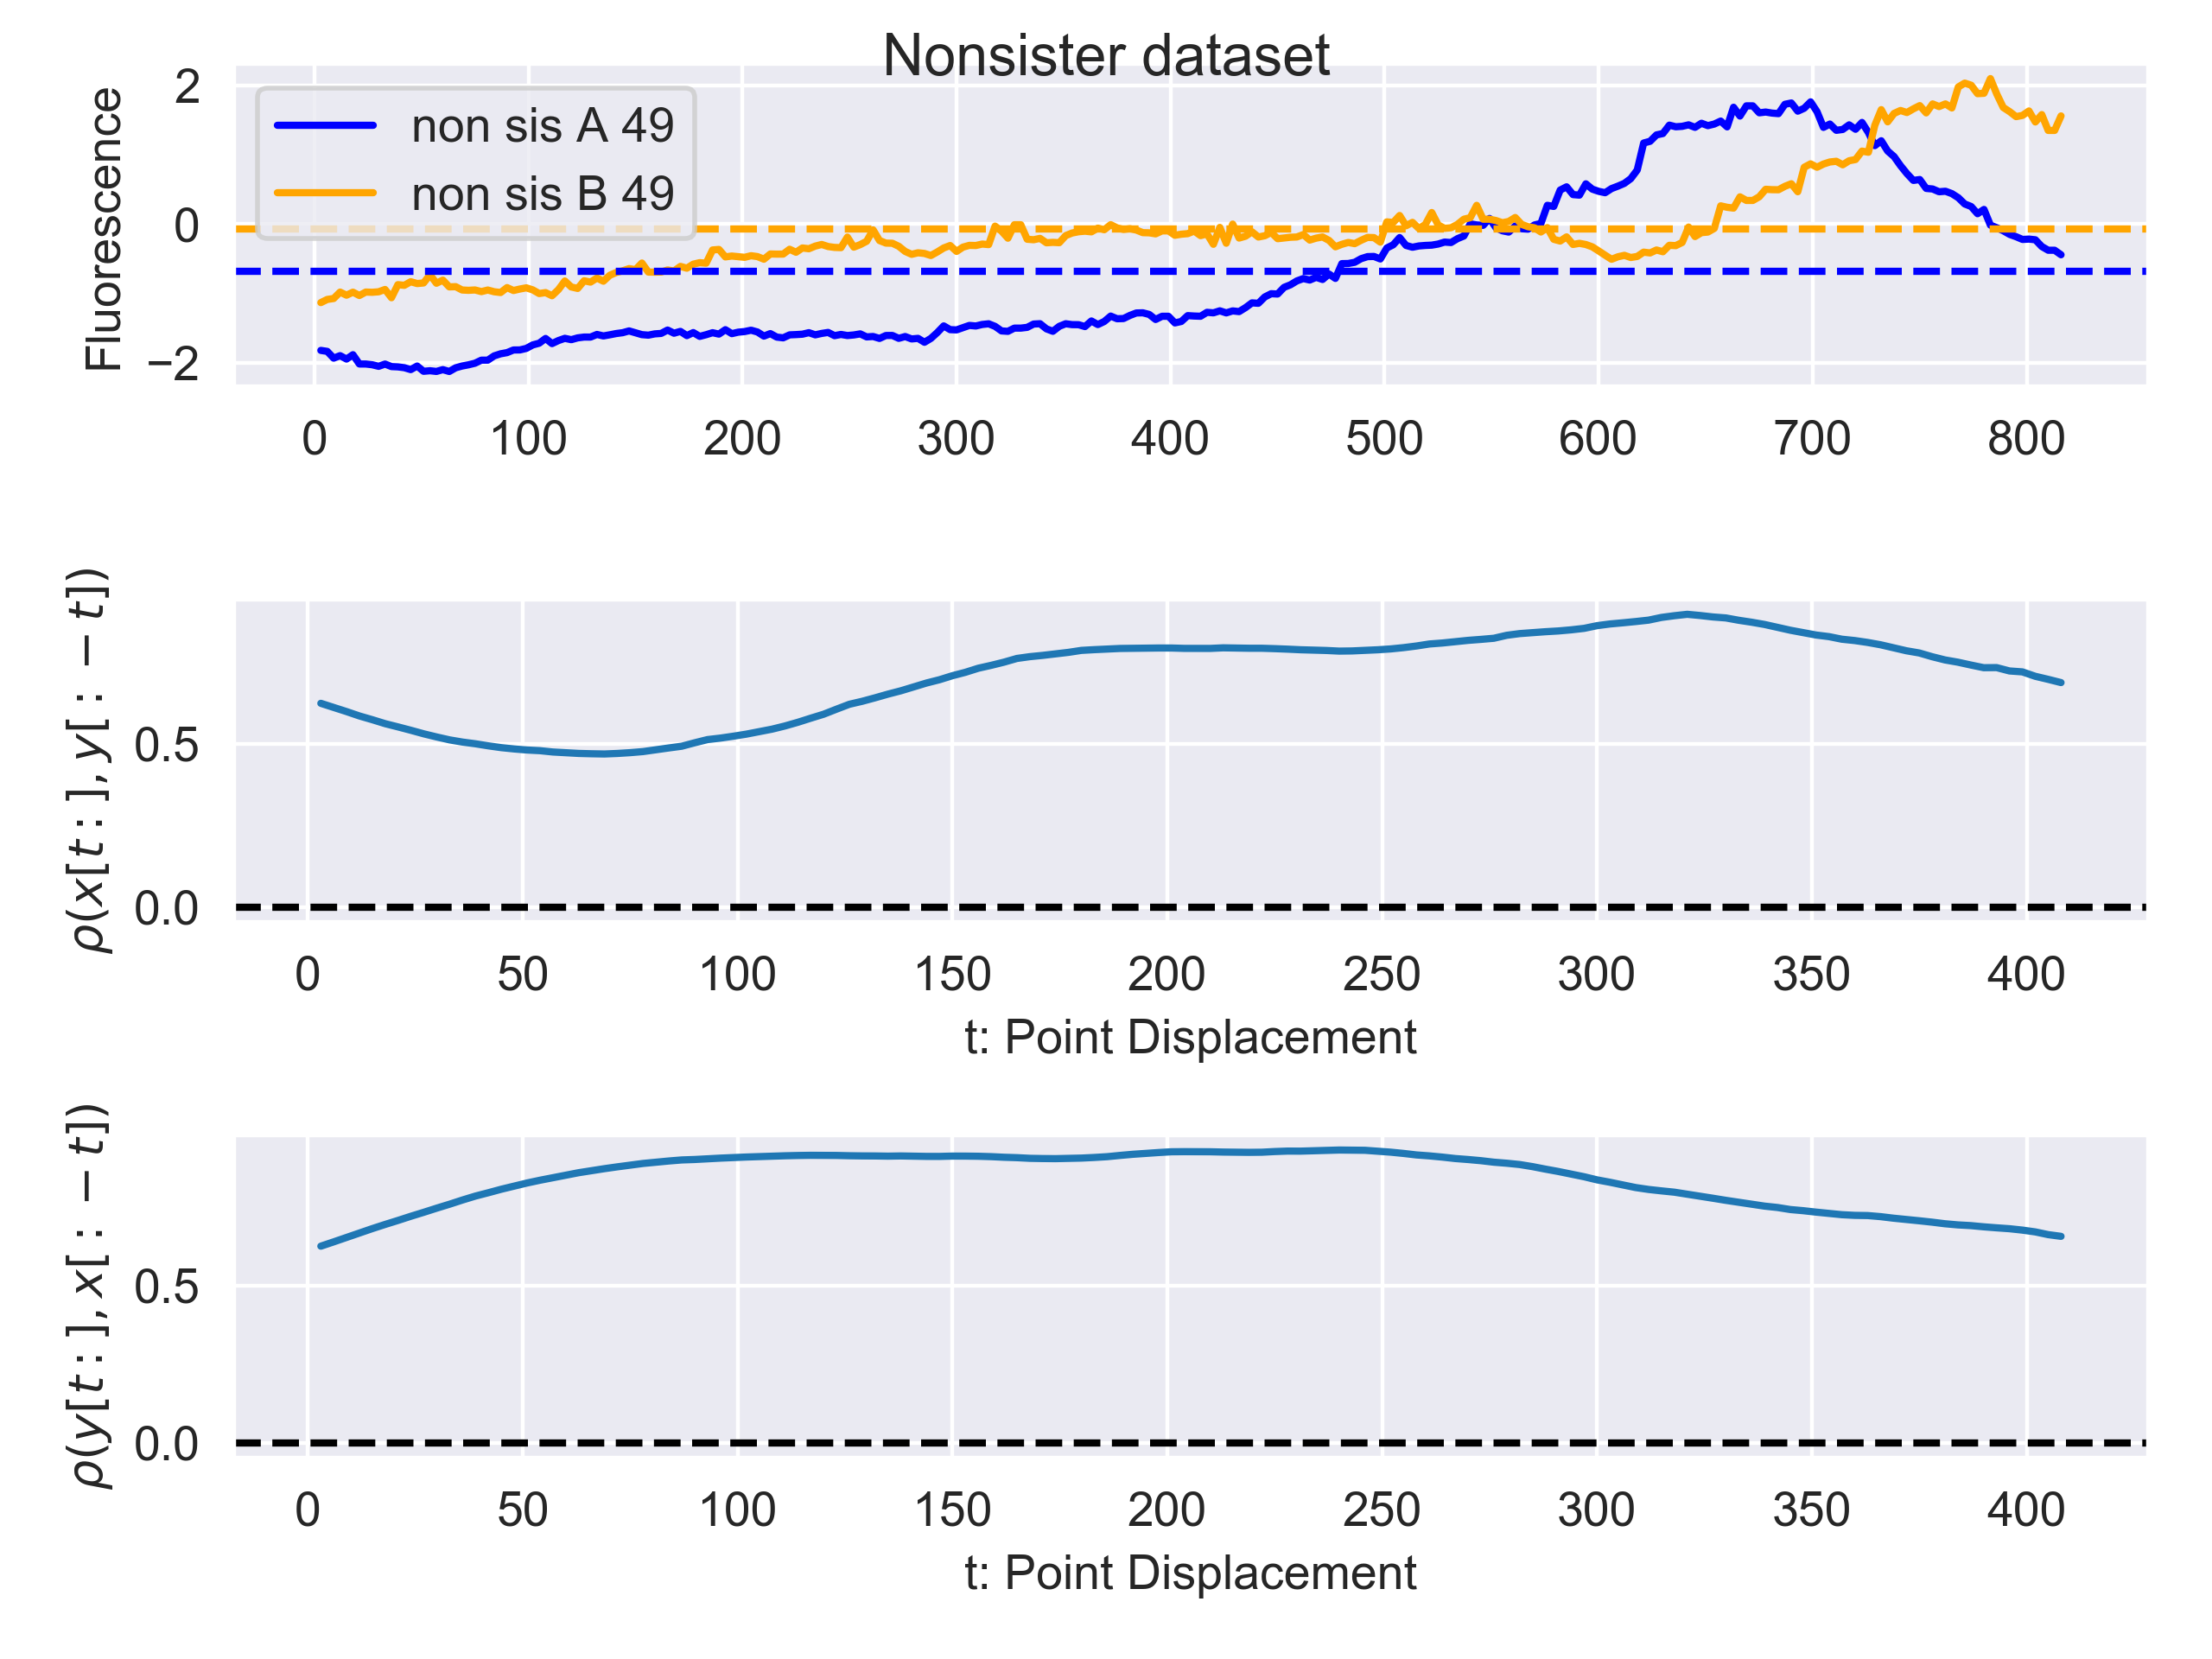 Nonsister dataset
Fluorescence
2
0
−2
non sis A 49
non sis B 49
0 100 200 300 400 500 600 700 800
ρ(x[t:], y[: − t])
0.5
0.0
0 50 100 150 200 250 300 350 400
t: Point Displacement
ρ(y[t:], x[: − t])
0.5
0.0
0 50 100 150 200 250 300 350 400
t: Point Displacement